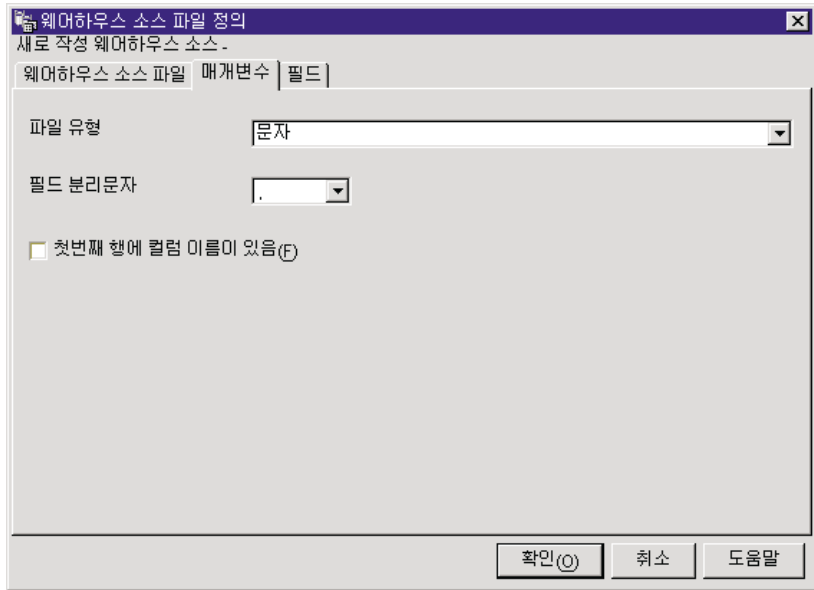 웨어하우스 소스 파일 정의
새로 작성 웨어하우스 소스 -
웨어하우스 소스 파일 매개변수 필드
파일 유형 문자
필드 분리문자 .
첫번째 행에 컬럼 이름이 있음(F)
확인(O) 취소 도움말